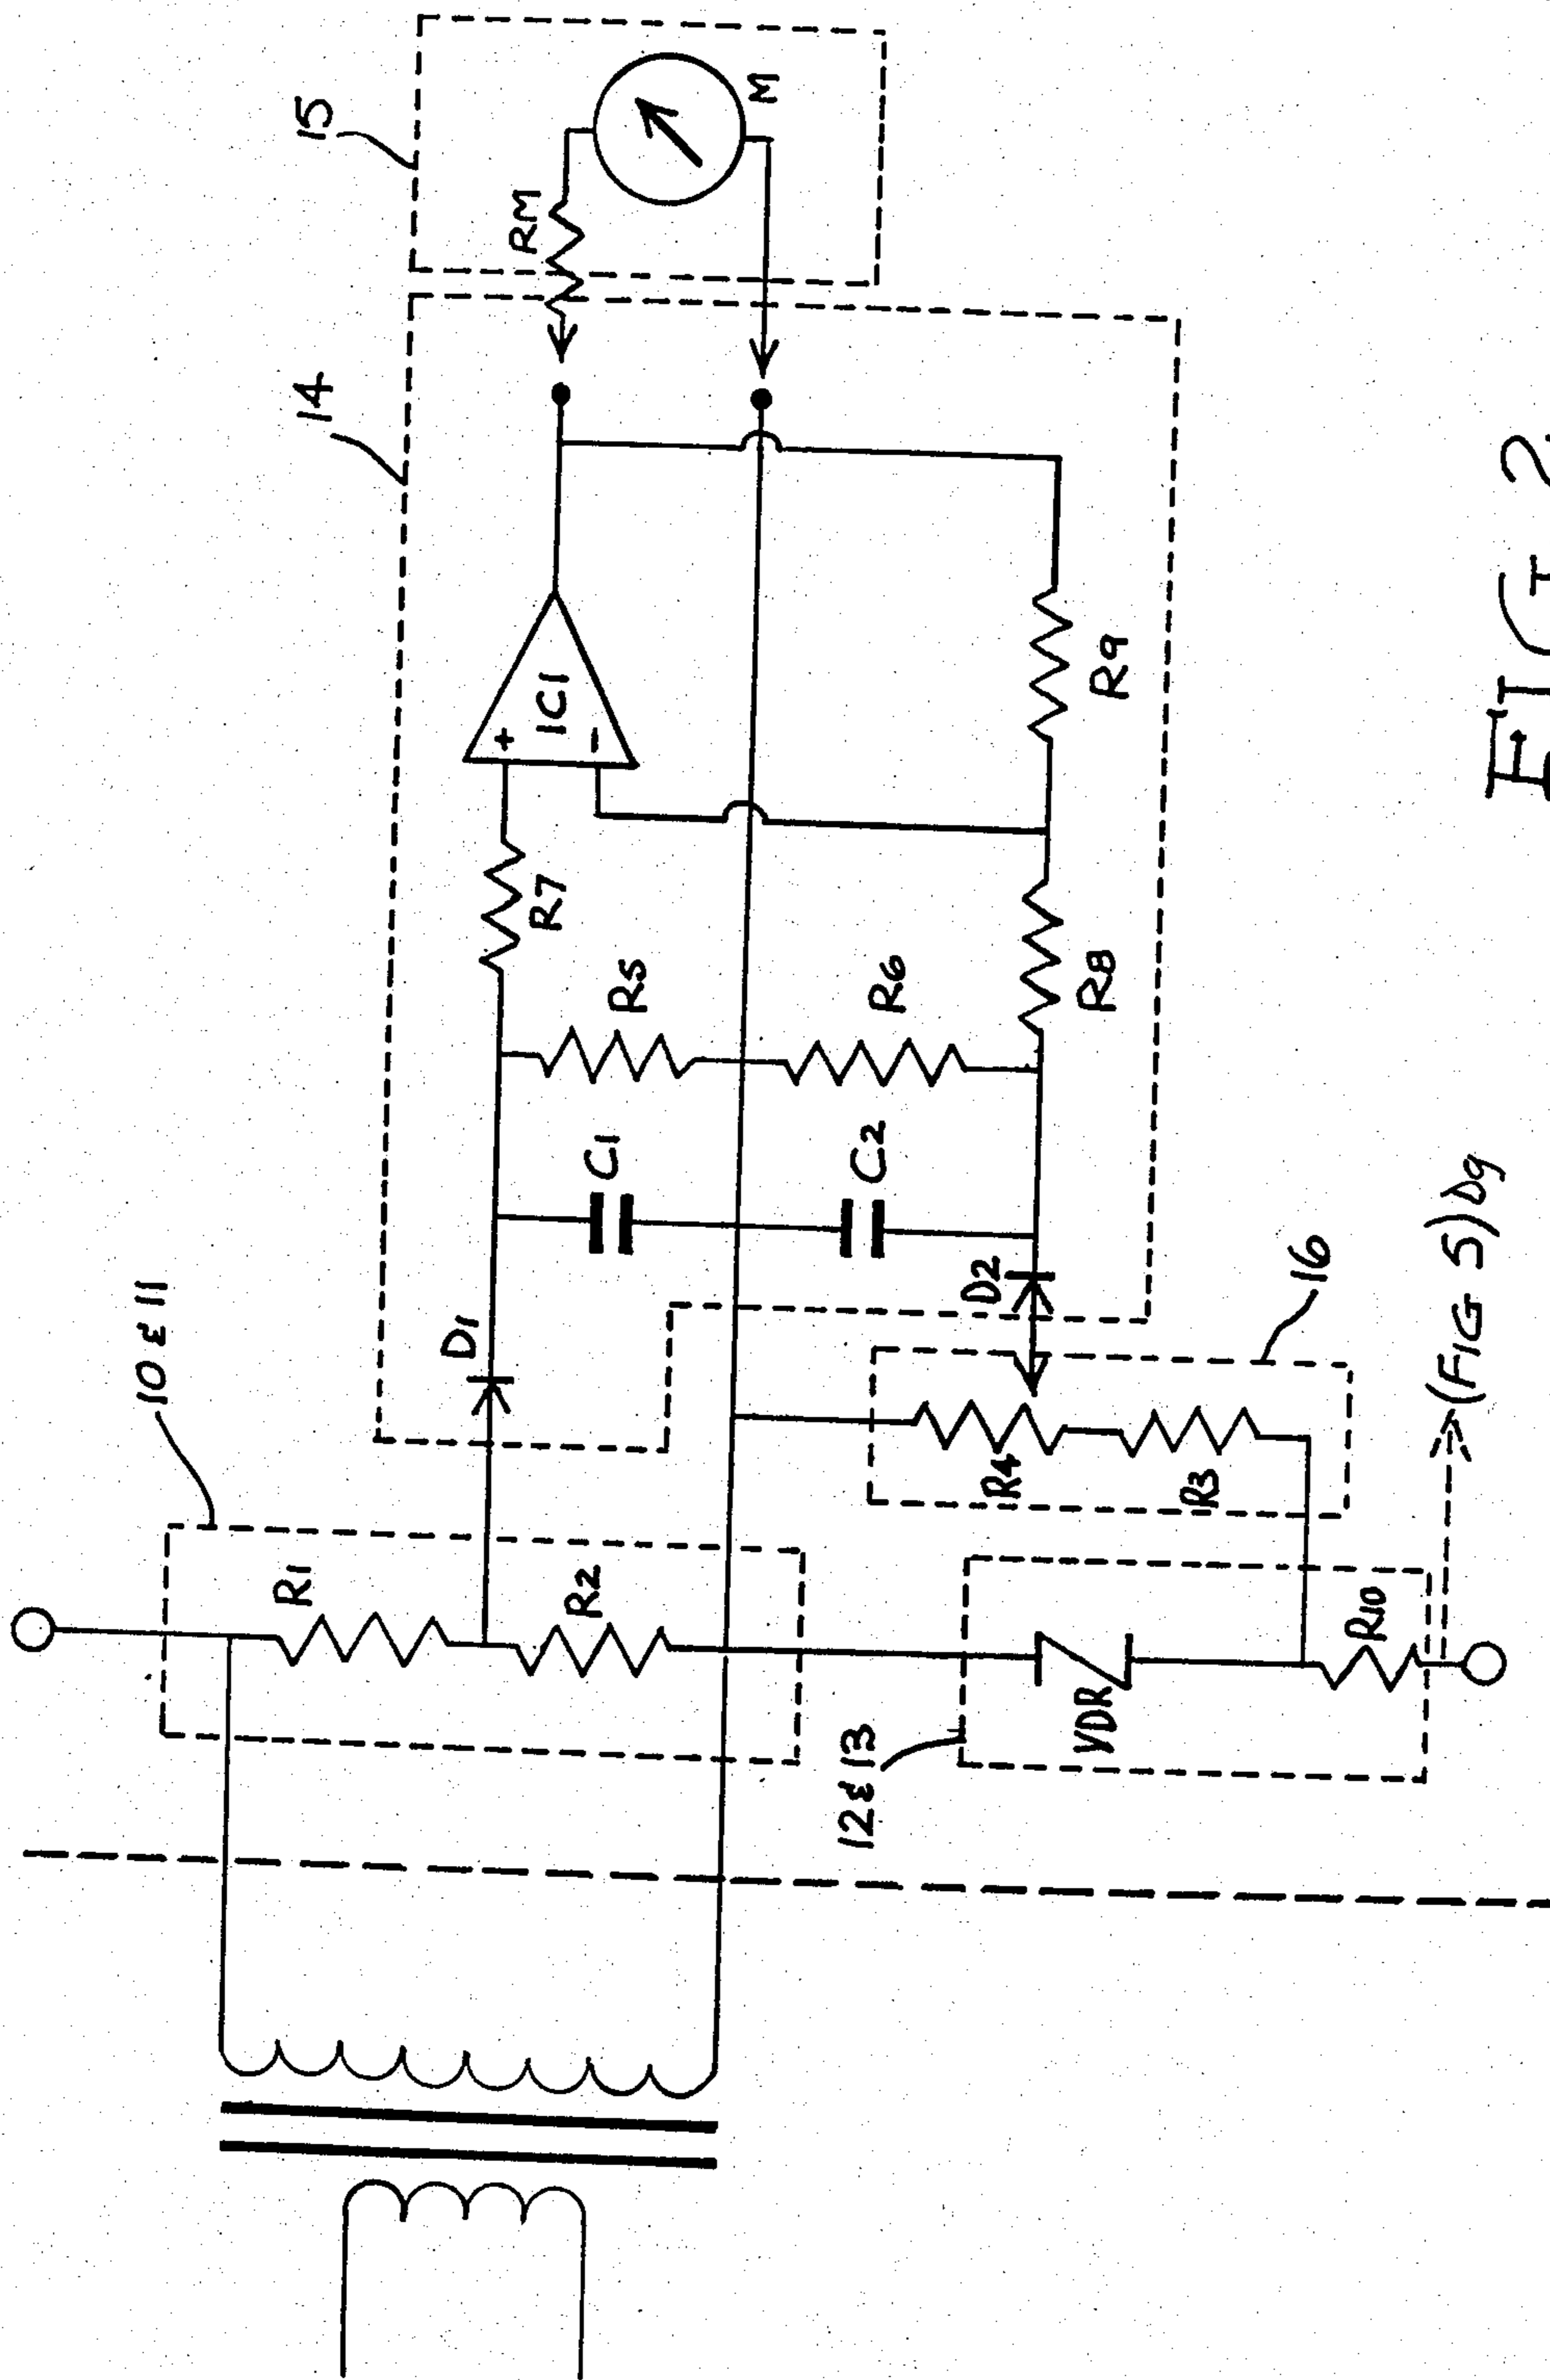 15
M
RM
14
+
IC1
−
R7
R9
R5
R6
R8
C1
C2
10 & 11
D1
D2
16
R1
R2
R4
R3
12 & 13
VDR
R10
(FIG 5) Dg
FIG 2